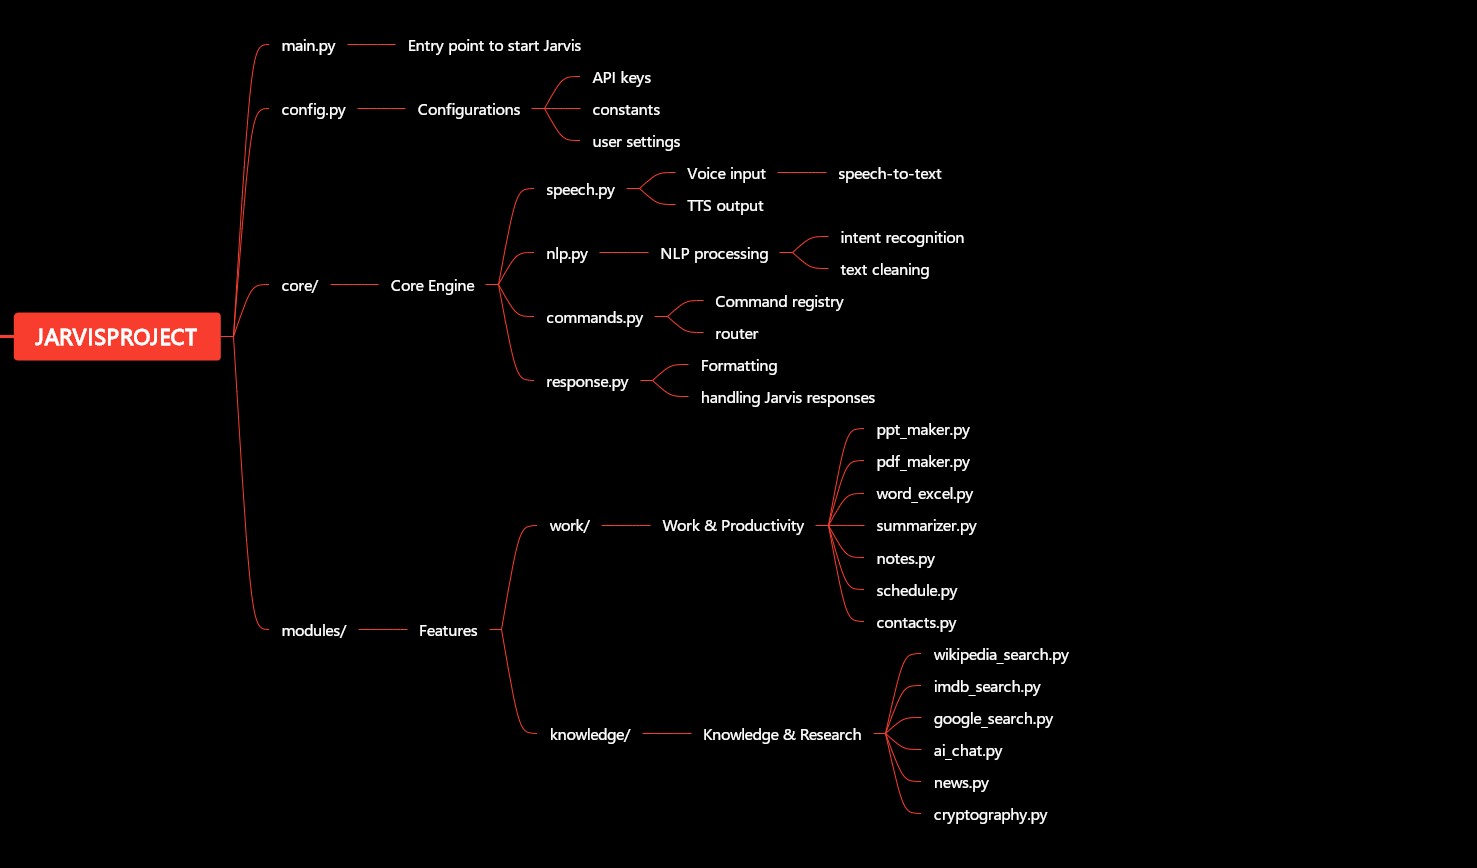 JARVISPROJECT
main.py
Entry point to start Jarvis
config.py
Configurations
API keys
constants
user settings
core/
Core Engine
speech.py
Voice input
speech-to-text
TTS output
nlp.py
NLP processing
intent recognition
text cleaning
commands.py
Command registry
router
response.py
Formatting
handling Jarvis responses
modules/
Features
work/
Work & Productivity
ppt_maker.py
pdf_maker.py
word_excel.py
summarizer.py
notes.py
schedule.py
contacts.py
knowledge/
Knowledge & Research
wikipedia_search.py
imdb_search.py
google_search.py
ai_chat.py
news.py
cryptography.py